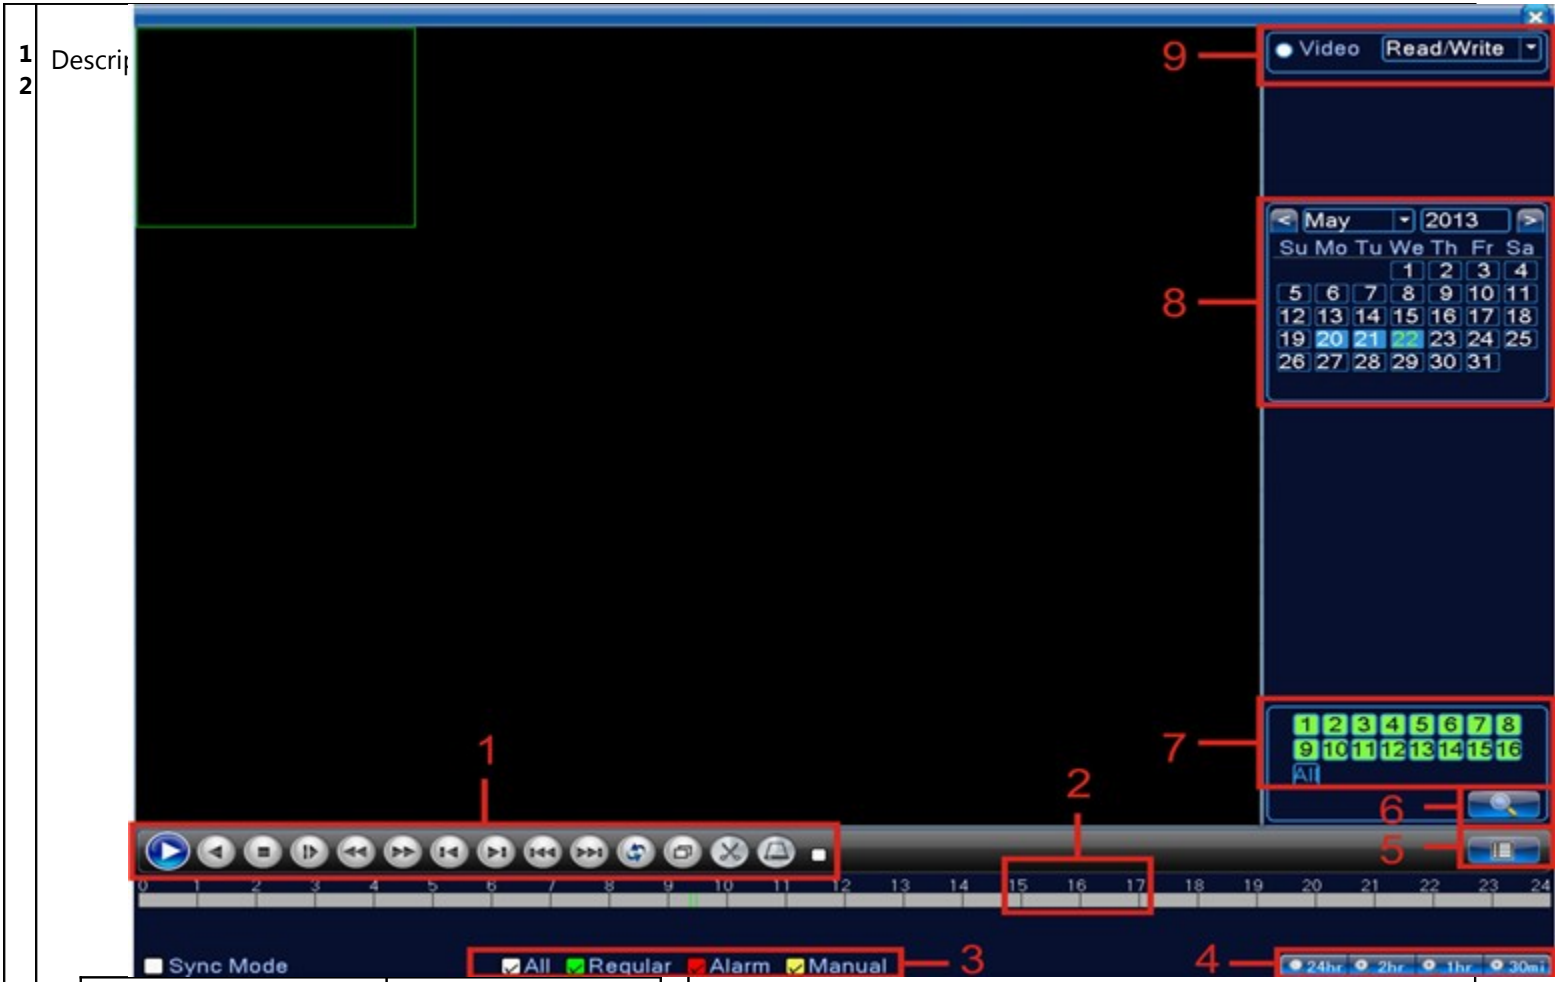 1
2
Descrip
9
Video Read/Write
8
< May 2013 >
Su Mo Tu We Th Fr Sa
1 2 3 4
5 6 7 8 9 10 11
12 13 14 15 16 17 18
19 20 21 22 23 24 25
26 27 28 29 30 31
7
1 2 3 4 5 6 7 8
9 10 11 12 13 14 15 16
All
6
1
2
5
0 1 2 3 4 5 6 7 8 9 10 11 12 13 14 15 16 17 18 19 20 21 22 23 24
Sync Mode All Regular Alarm Manual
3
4
24hr 2hr 1hr 30mi